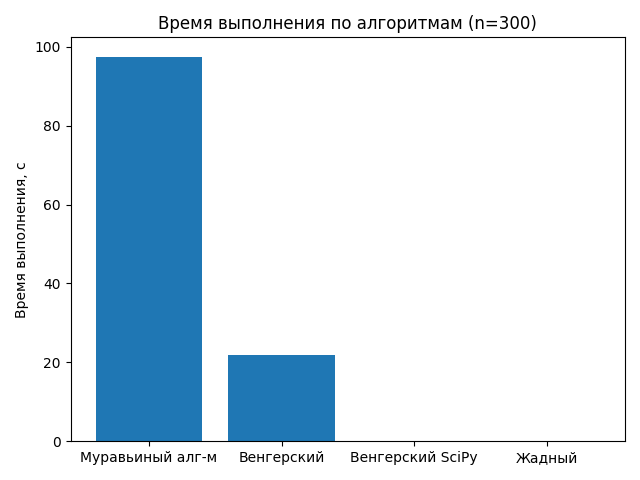 Время выполнения по алгоритмам (n=300)
Время выполнения, с
100
80
60
40
20
0
Муравьиный алг-м
Венгерский
Венгерский SciPy
Жадный